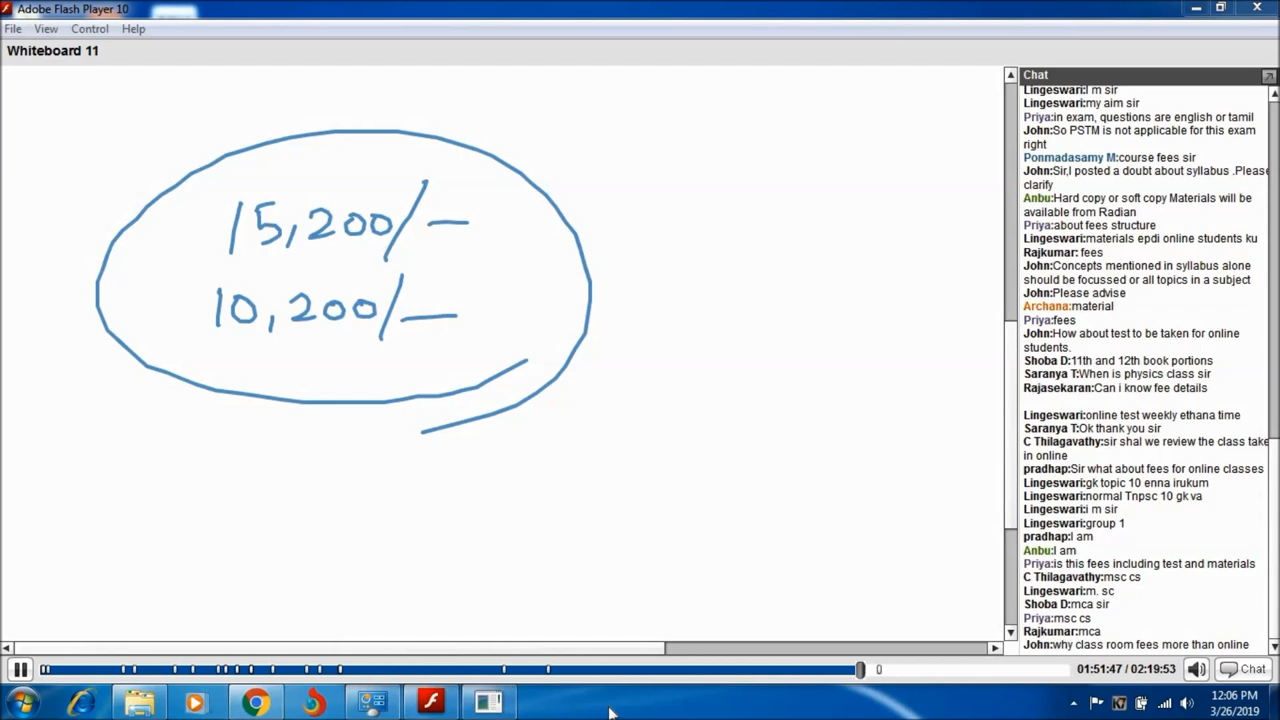 Adobe Flash Player 10
File View Control Help
Whiteboard 11
15,200/-
10,200/-
Chat
Lingeswari:I m sir
Lingeswari:my aim sir
Priya:in exam, questions are english or tamil
John:So PSTM is not applicable for this exam
right
Ponmadasamy M:course fees sir
John:Sir,I posted a doubt about syllabus .Please
clarify
Anbu:Hard copy or soft copy Materials will be
available from Radian
Priya:about fees structure
Lingeswari:materials epdi online students ku
Rajkumar: fees
John:Concepts mentioned in syllabus alone
should be focussed or all topics in a subject
John:Please advise
Archana:material
Priya:fees
John:How about test to be taken for online
students.
Shoba D:11th and 12th book portions
Saranya T:When is physics class sir
Rajasekaran:Can i know fee details
Lingeswari:online test weekly ethana time
Saranya T:Ok thank you sir
C Thilagavathy:sir shal we review the class take
in online
pradhap:Sir what about fees for online classes
Lingeswari:gk topic 10 enna irukum
Lingeswari:normal Tnpsc 10 gk va
Lingeswari:i m sir
Lingeswari:group 1
pradhap:I am
Anbu:I am
Priya:is this fees including test and materials
C Thilagavathy:msc cs
Lingeswari:m. sc
Shoba D:mca sir
Priya:msc cs
Rajkumar:mca
John:why class room fees more than online
0
01:51:47 / 02:19:53
Chat
12:06 PM
3/26/2019